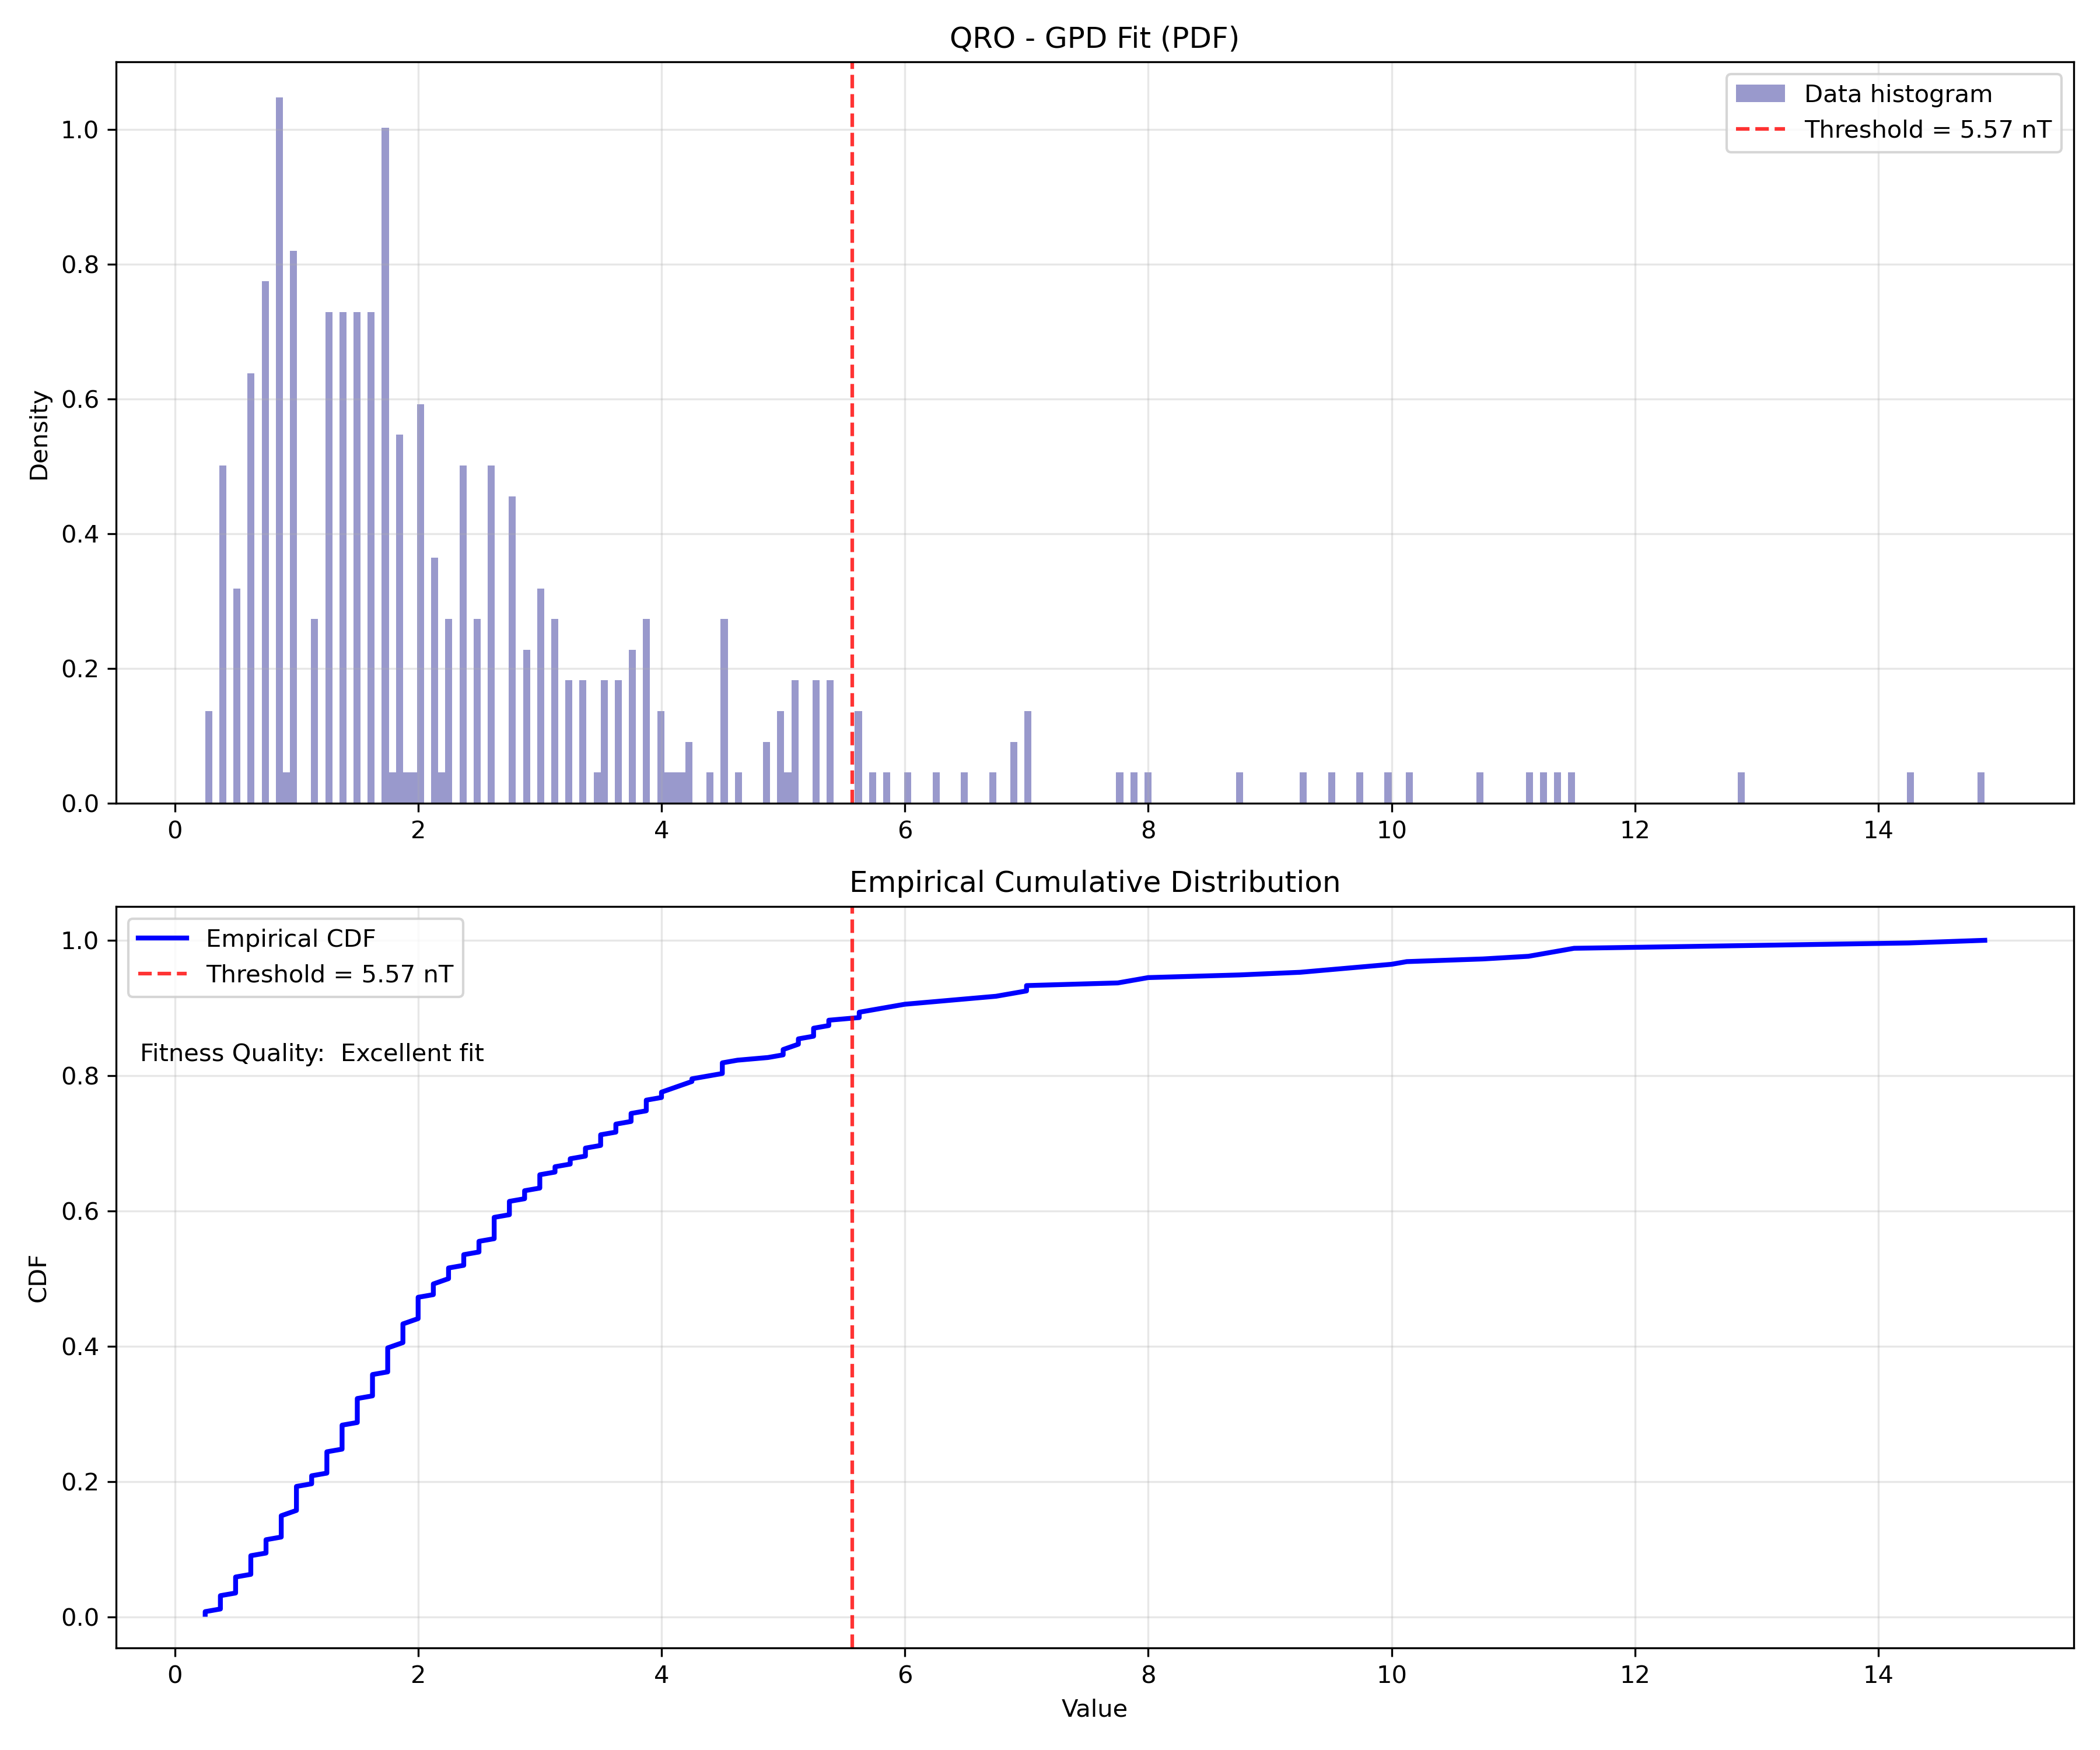 QRO - GPD Fit (PDF)
Data histogram
Threshold = 5.57 nT
Density
1.0
0.8
0.6
0.4
0.2
0.0
0 2 4 6 8 10 12 14
Empirical Cumulative Distribution
Empirical CDF
Threshold = 5.57 nT
Fitness Quality: Excellent fit
CDF
1.0
0.8
0.6
0.4
0.2
0.0
0 2 4 6 8 10 12 14
Value